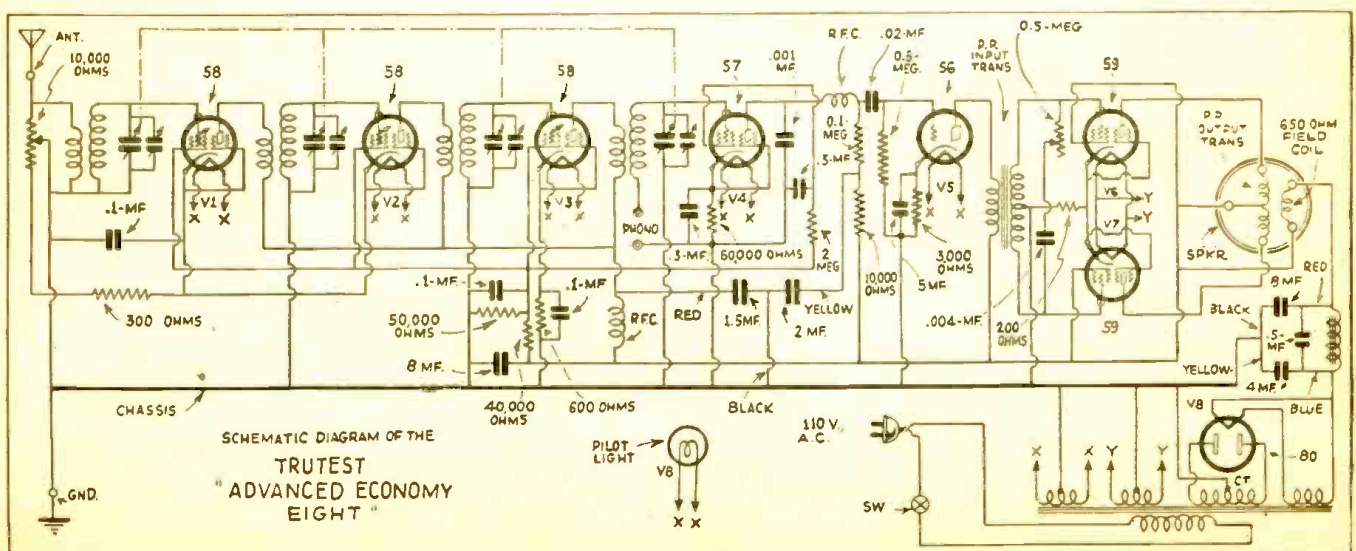 ANT.
10,000
OHMS
58
58
58
57
.001
MF.
R.F.C.
.02-MF.
0.5-
MEG.
56
P.P.
INPUT
TRANS
0.5-MEG
59
P.P.
OUTPUT
TRANS
650 OHM
FIELD
COIL
0.1-
MEG
.5-MF.
V1
V2
V3
V4
V5
V6
V7
X X
X X
X X
X X
X X
Y
Y
.1-MF
PHONO
.3-MF.
60,000 OHMS
2
MEG
10,000
OHMS
3,000
OHMS
5 MF.
SPKR.
59
8 MF.
RED
BLACK
.5-
MF
YELLOW
4 MF.
BLUE
300 OHMS
.1-MF.
.1-MF
50,000
OHMS
R.F.C.
RED
1.5MF.
YELLOW
2 MF.
.004-MF.
200
OHMS
8 MF.
CHASSIS
40,000
OHMS
600 OHMS
BLACK
SCHEMATIC DIAGRAM OF THE
TRUTEST
"ADVANCED ECONOMY
EIGHT"
GND.
PILOT
LIGHT
V8
X X
110 V.
A.C.
SW
X X Y Y
V8
80
CT